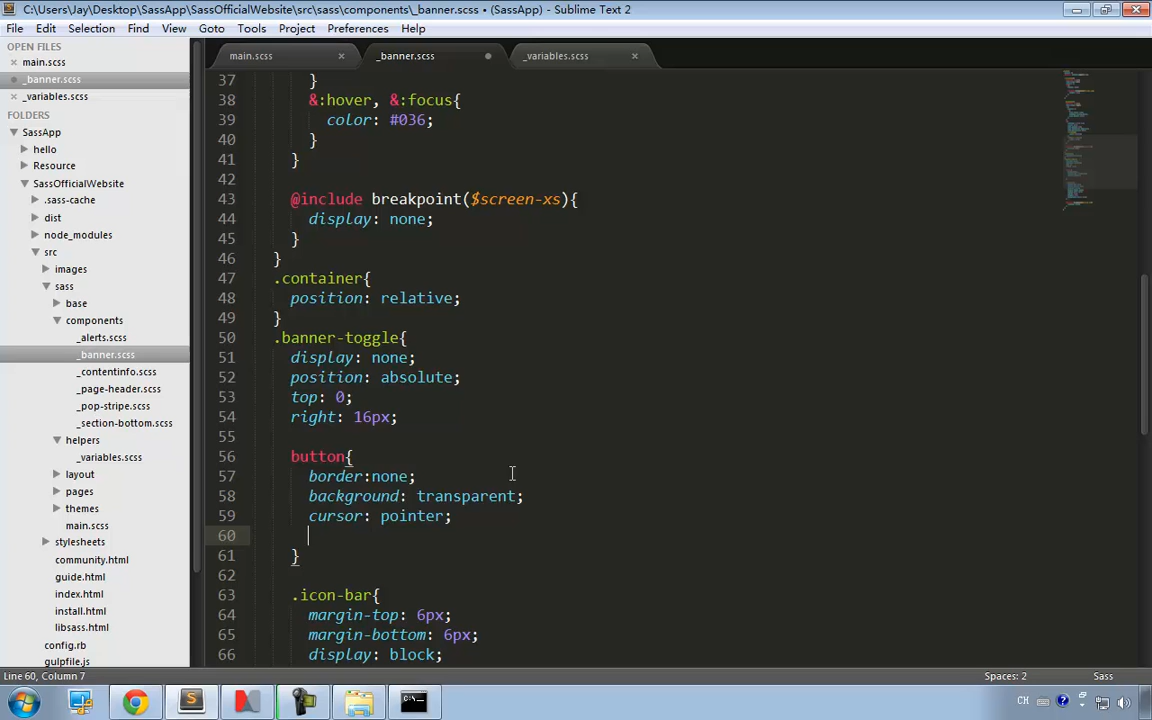 C:\Users\Jay\Desktop\SassApp\SassOfficialWebsite\src\sass\components\_banner.scss • (SassApp) - Sublime Text 2
File Edit Selection Find View Goto Tools Project Preferences Help
OPEN FILES
main.scss
_banner.scss
_variables.scss
FOLDERS
SassApp
hello
Resource
SassOfficialWebsite
.sass-cache
dist
node_modules
src
images
sass
base
components
_alerts.scss
_banner.scss
_contentinfo.scss
_page-header.scss
_pop-stripe.scss
_section-bottom.scss
helpers
_variables.scss
layout
pages
themes
main.scss
stylesheets
community.html
guide.html
index.html
install.html
libsass.html
config.rb
gulpfile.js
main.scss _banner.scss _variables.scss
37 }
38 &:hover, &:focus{
39 color: #036;
40 }
41 }
42
43 @include breakpoint($screen-xs){
44 display: none;
45 }
46 }
47 .container{
48 position: relative;
49 }
50 .banner-toggle{
51 display: none;
52 position: absolute;
53 top: 0;
54 right: 16px;
55
56 button{
57 border:none;
58 background: transparent;
59 cursor: pointer;
60
61 }
62
63 .icon-bar{
64 margin-top: 6px;
65 margin-bottom: 6px;
66 display: block;
Line 60, Column 7 Spaces: 2 Sass
CH